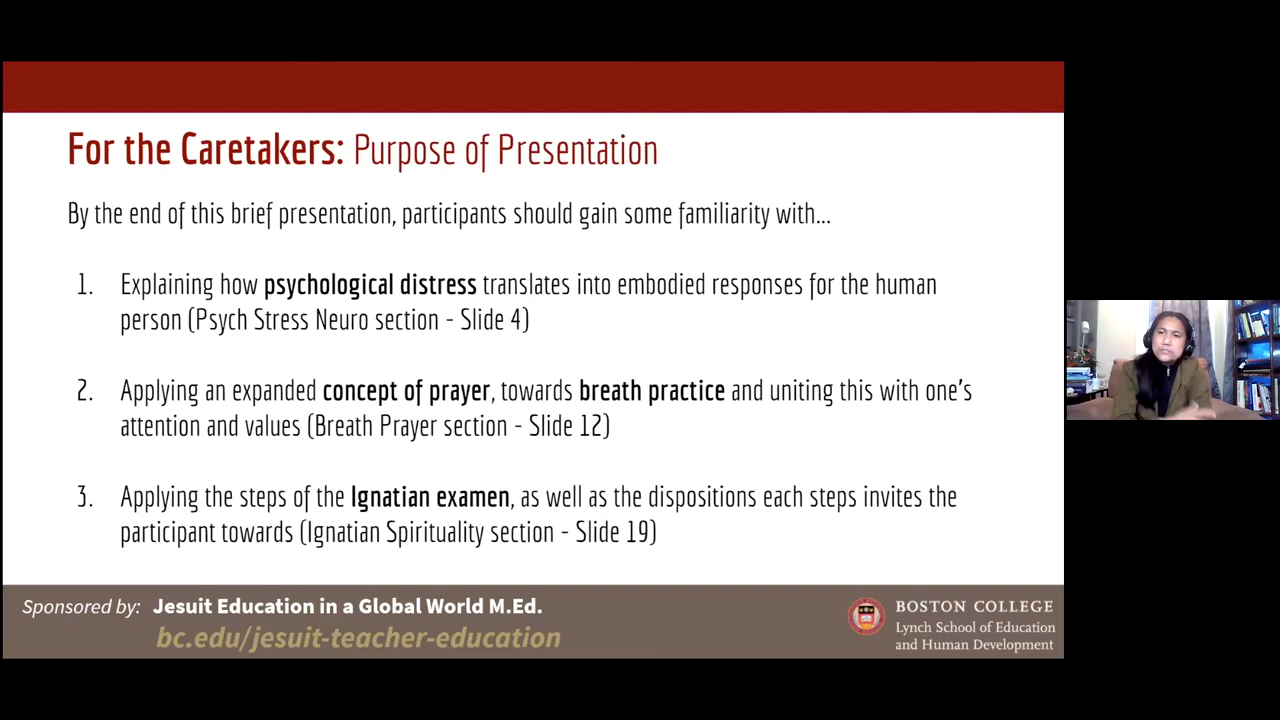 For the Caretakers: Purpose of Presentation
By the end of this brief presentation, participants should gain some familiarity with...
1. Explaining how psychological distress translates into embodied responses for the human
person (Psych Stress Neuro section - Slide 4)
2. Applying an expanded concept of prayer, towards breath practice and uniting this with one's
attention and values (Breath Prayer section - Slide 12)
3. Applying the steps of the Ignatian examen, as well as the dispositions each steps invites the
participant towards (Ignatian Spirituality section - Slide 19)
Sponsored by: Jesuit Education in a Global World M.Ed.
bc.edu/jesuit-teacher-education
BOSTON COLLEGE
Lynch School of Education
and Human Development